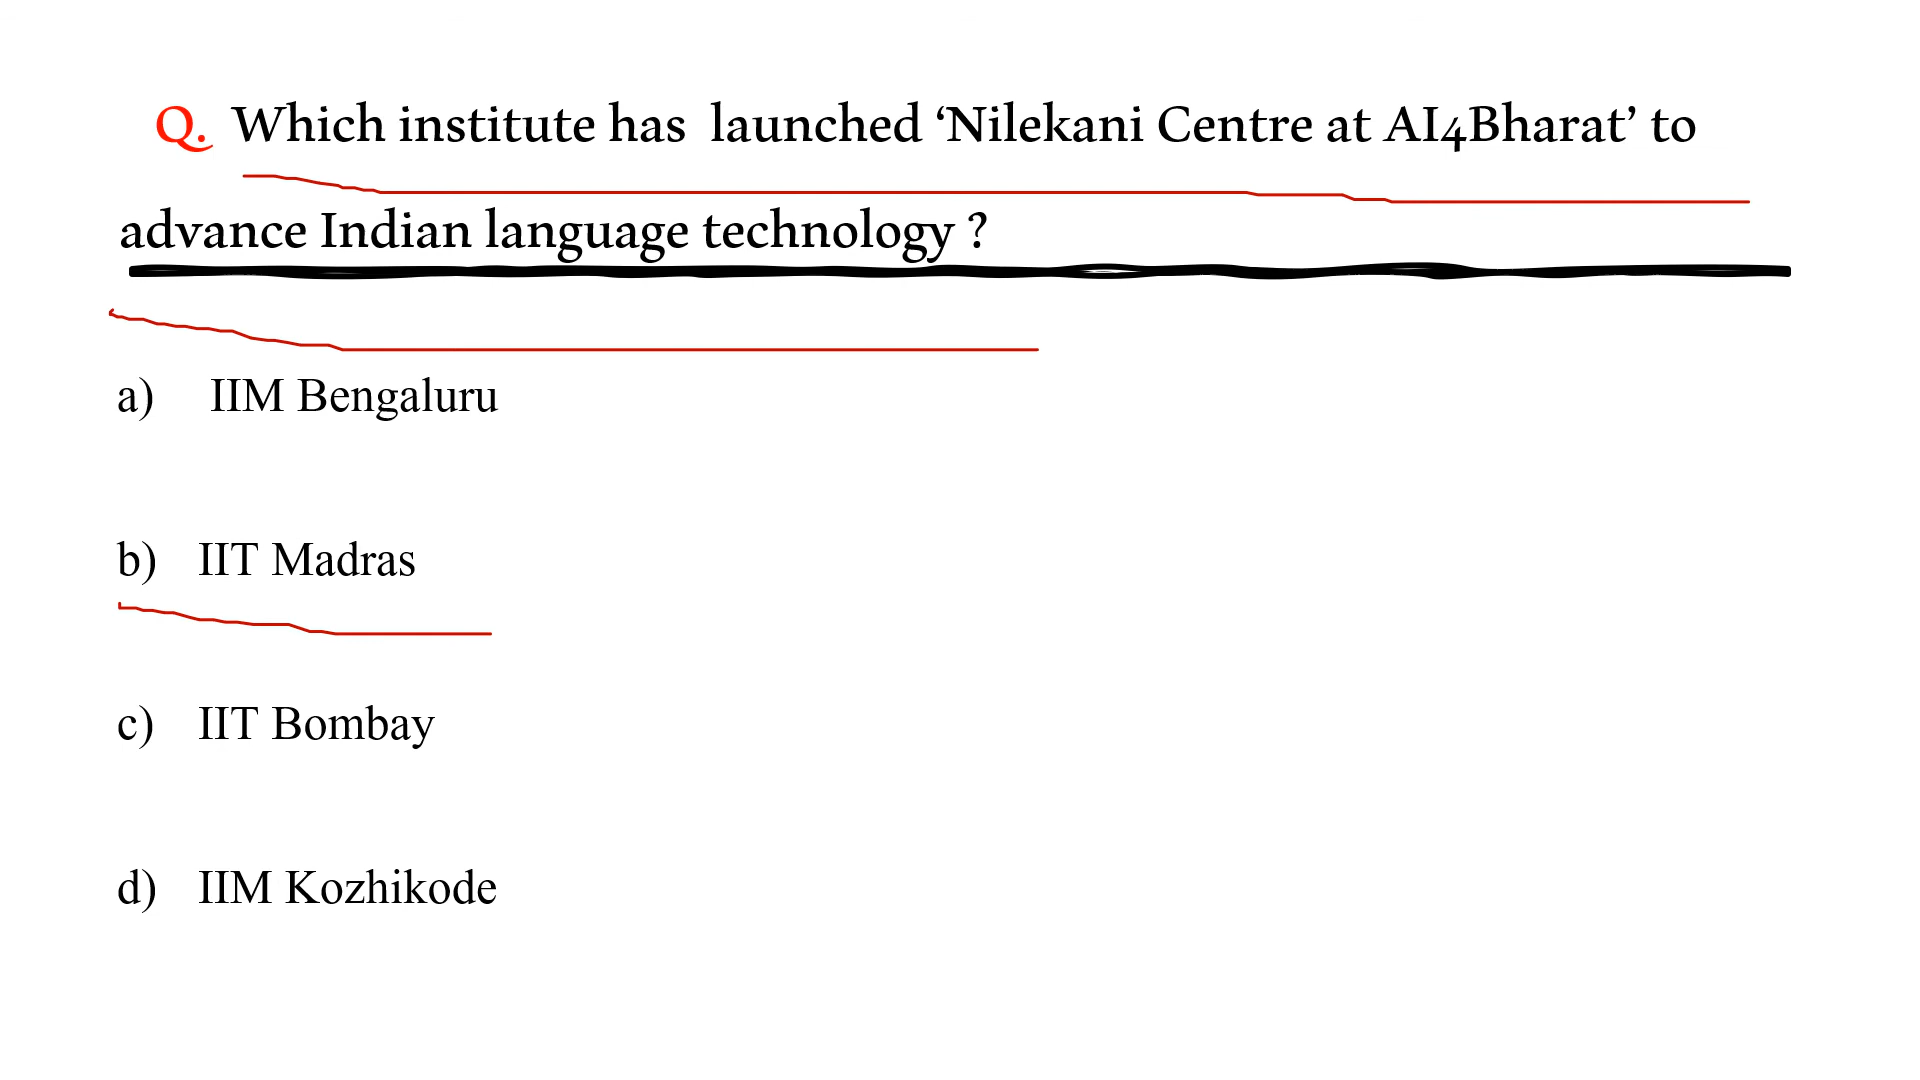 Q. Which institute has launched ‘Nilekani Centre at AI4Bharat’ to
advance Indian language technology ?
a) IIM Bengaluru
b) IIT Madras
c) IIT Bombay
d) IIM Kozhikode